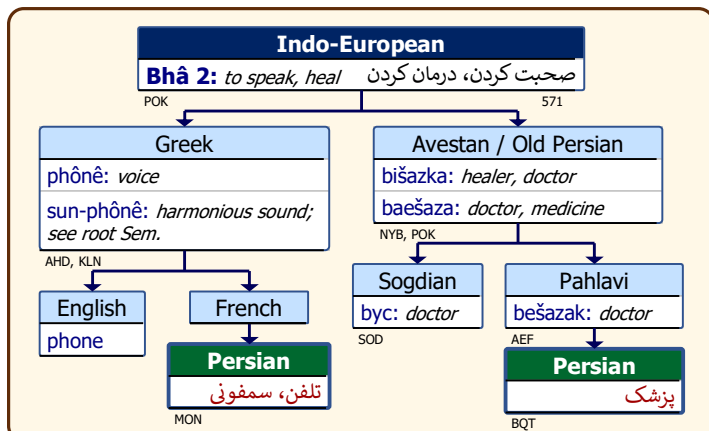 Indo-European
Bhâ 2: to speak, heal صحبت کردن، درمان کردن
POK 571
Greek
phônê: voice
sun-phônê: harmonious sound;
see root Sem.
AHD, KLN
Avestan / Old Persian
bišazka: healer, doctor
baešaza: doctor, medicine
NYB, POK
English
phone
French
Persian
تلفن، سمفونی
MON
Sogdian
byc: doctor
SOD
Pahlavi
bešazak: doctor
AEF
Persian
پزشک
BQT